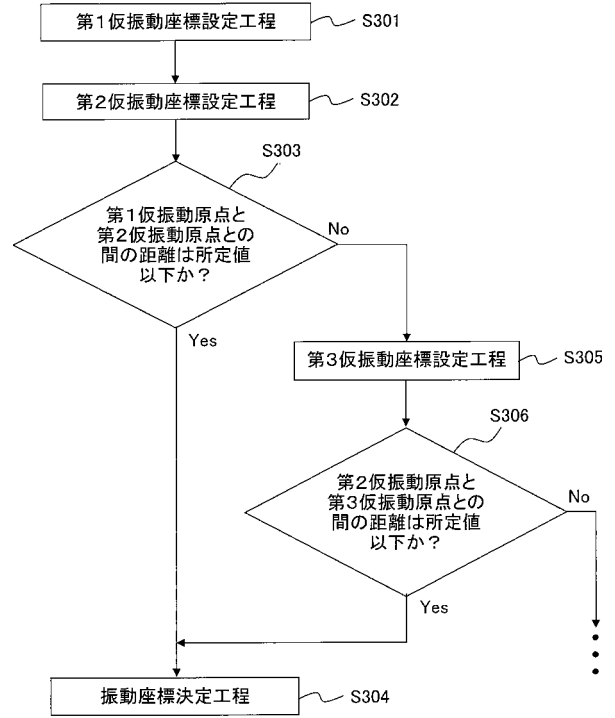 第1仮振動座標設定工程
S301
第2仮振動座標設定工程
S302
S303
第1仮振動原点と
第2仮振動原点との
間の距離は所定値
以下か？
No
Yes
第3仮振動座標設定工程
S305
S306
第2仮振動原点と
第3仮振動原点との
間の距離は所定値
以下か？
No
Yes
振動座標決定工程
S304